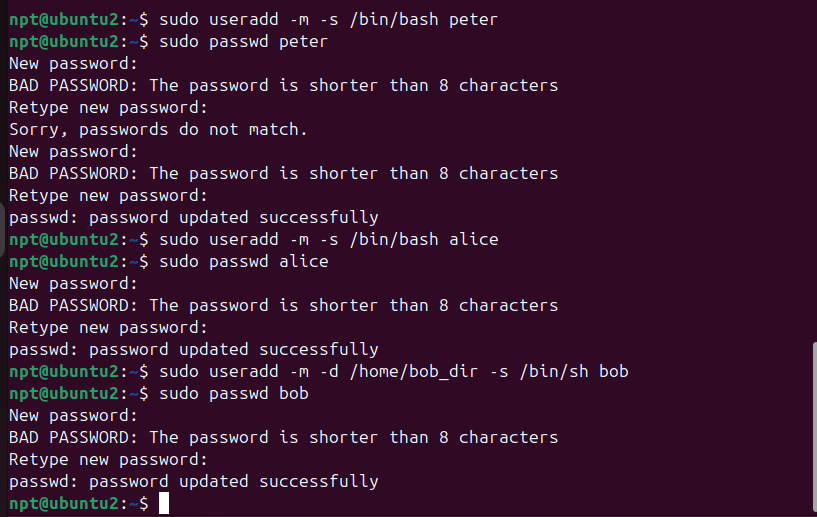 npt@ubuntu2:~$ sudo useradd -m -s /bin/bash peter
npt@ubuntu2:~$ sudo passwd peter
New password:
BAD PASSWORD: The password is shorter than 8 characters
Retype new password:
Sorry, passwords do not match.
New password:
BAD PASSWORD: The password is shorter than 8 characters
Retype new password:
passwd: password updated successfully
npt@ubuntu2:~$ sudo useradd -m -s /bin/bash alice
npt@ubuntu2:~$ sudo passwd alice
New password:
BAD PASSWORD: The password is shorter than 8 characters
Retype new password:
passwd: password updated successfully
npt@ubuntu2:~$ sudo useradd -m -d /home/bob_dir -s /bin/sh bob
npt@ubuntu2:~$ sudo passwd bob
New password:
BAD PASSWORD: The password is shorter than 8 characters
Retype new password:
passwd: password updated successfully
npt@ubuntu2:~$